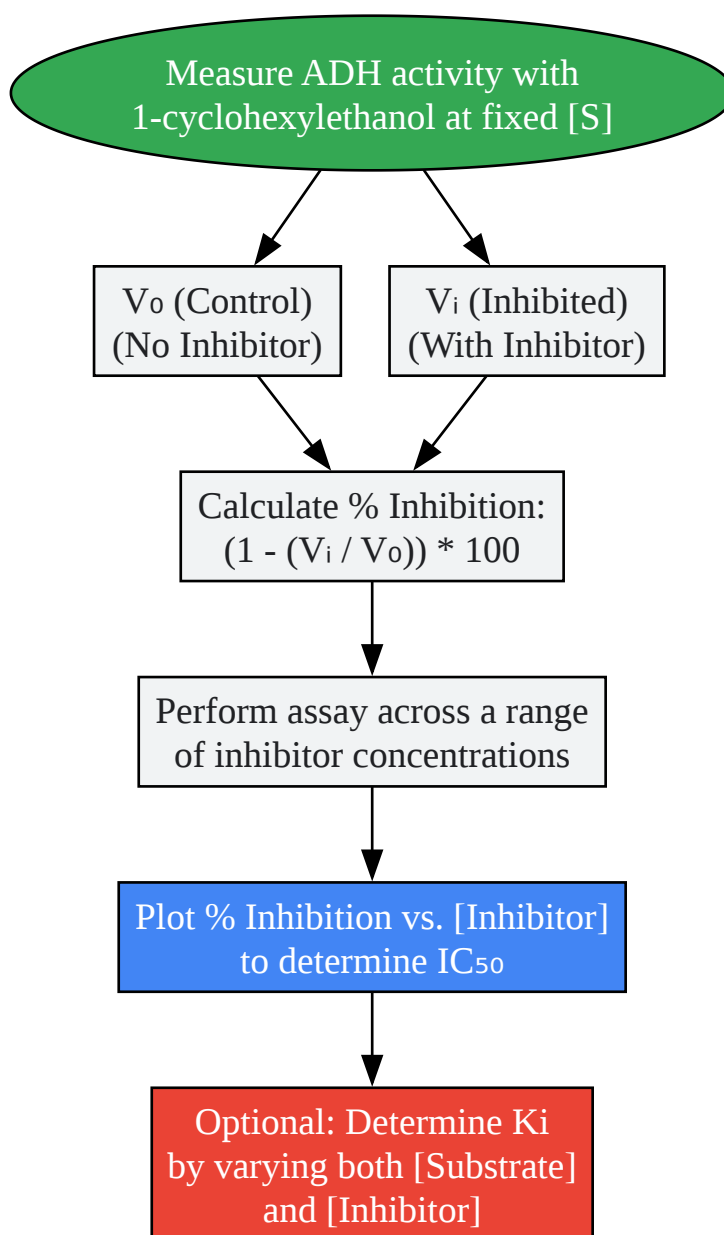 Measure ADH activity with
1-cyclohexylethanol at fixed [S]
V₀ (Control)
(No Inhibitor)
Vᵢ (Inhibited)
(With Inhibitor)
Calculate % Inhibition:
(1 - (Vᵢ / V₀)) * 100
Perform assay across a range
of inhibitor concentrations
Plot % Inhibition vs. [Inhibitor]
to determine IC₅₀
Optional: Determine Ki
by varying both [Substrate]
and [Inhibitor]